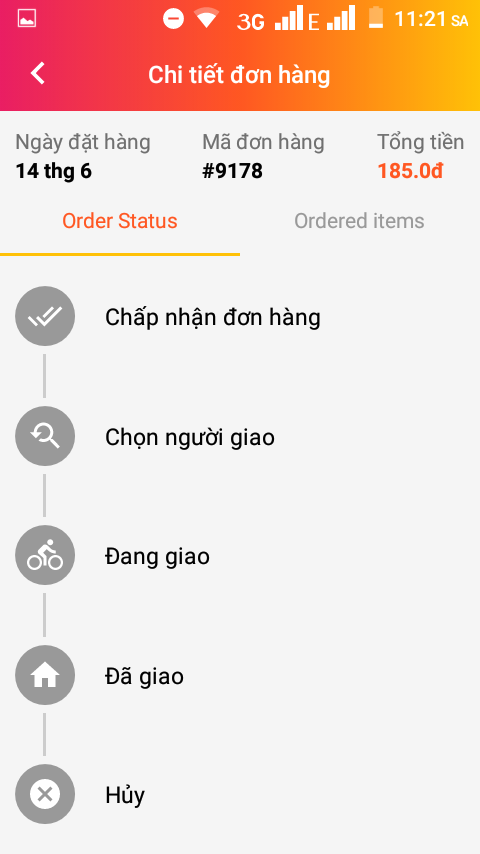 3G E 11:21 SA
Chi tiết đơn hàng
Ngày đặt hàng Mã đơn hàng Tổng tiền
14 thg 6 #9178 185.0đ
Order Status Ordered items
Chấp nhận đơn hàng
Chọn người giao
Đang giao
Đã giao
Hủy